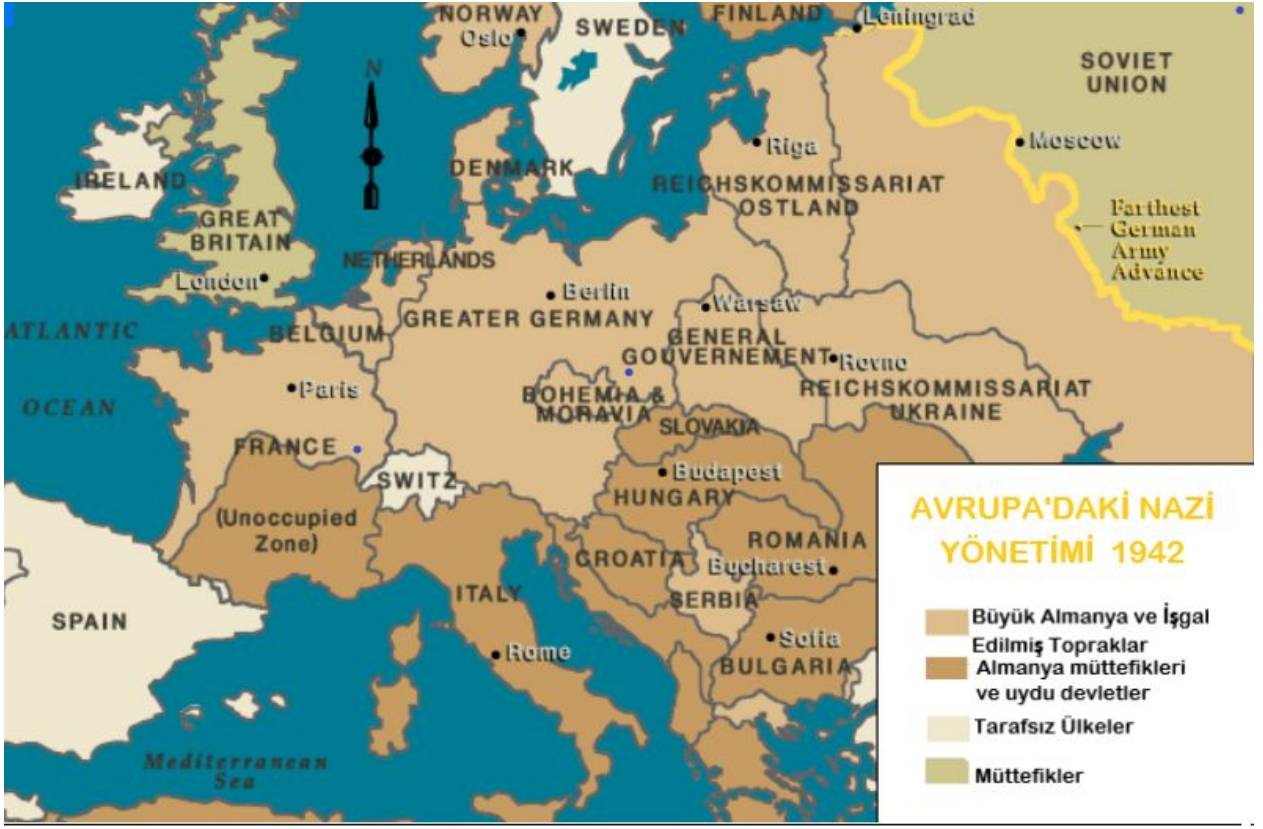 NORWAY
Oslo
SWEDEN
FINLAND
Leningrad
SOVIET
UNION
N
Moscow
Riga
IRELAND
DENMARK
REICHSKOMMISSARIAT
OSTLAND
Farthest
German
Army
Advance
GREAT
BRITAIN
London
NETHERLANDS
Berlin
GREATER GERMANY
Warsaw
ATLANTIC
OCEAN
BELGIUM
GENERAL
GOUVERNEMENT
Rovno
Paris
BOHEMIA &
MORAVIA
REICHSKOMMISSARIAT
UKRAINE
FRANCE
SLOVAKIA
SWITZ
Budapest
HUNGARY
(Unoccupied
Zone)
CROATIA
ROMANIA
Bucharest
ITALY
SERBIA
SPAIN
Rome
Sofia
BULGARIA
Mediterranean
Sea
AVRUPA'DAKİ NAZİ
YÖNETİMİ 1942
Büyük Almanya ve İşgal
Edilmiş Topraklar
Almanya müttefikleri
ve uydu devletler
Tarafsız Ülkeler
Müttefikler